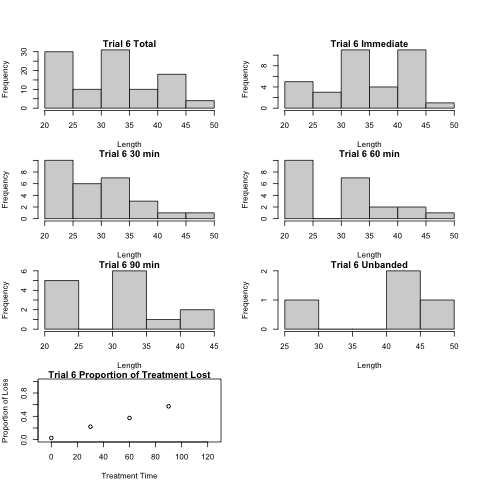 Trial 6 Total
Frequency
0 10 20 30
20 25 30 35 40 45 50
Length
Trial 6 Immediate
Frequency
0 4 8
20 25 30 35 40 45 50
Length
Trial 6 30 min
Frequency
0 2 4 6 8
20 25 30 35 40 45 50
Length
Trial 6 60 min
Frequency
0 2 4 6 8
20 25 30 35 40 45 50
Length
Trial 6 90 min
Frequency
0 2 4 6
20 25 30 35 40 45
Length
Trial 6 Unbanded
Frequency
0 1 2
25 30 35 40 45 50
Length
Trial 6 Proportion of Treatment Lost
Proportion of Loss
0.0 0.4 0.8
0 20 40 60 80 100 120
Treatment Time